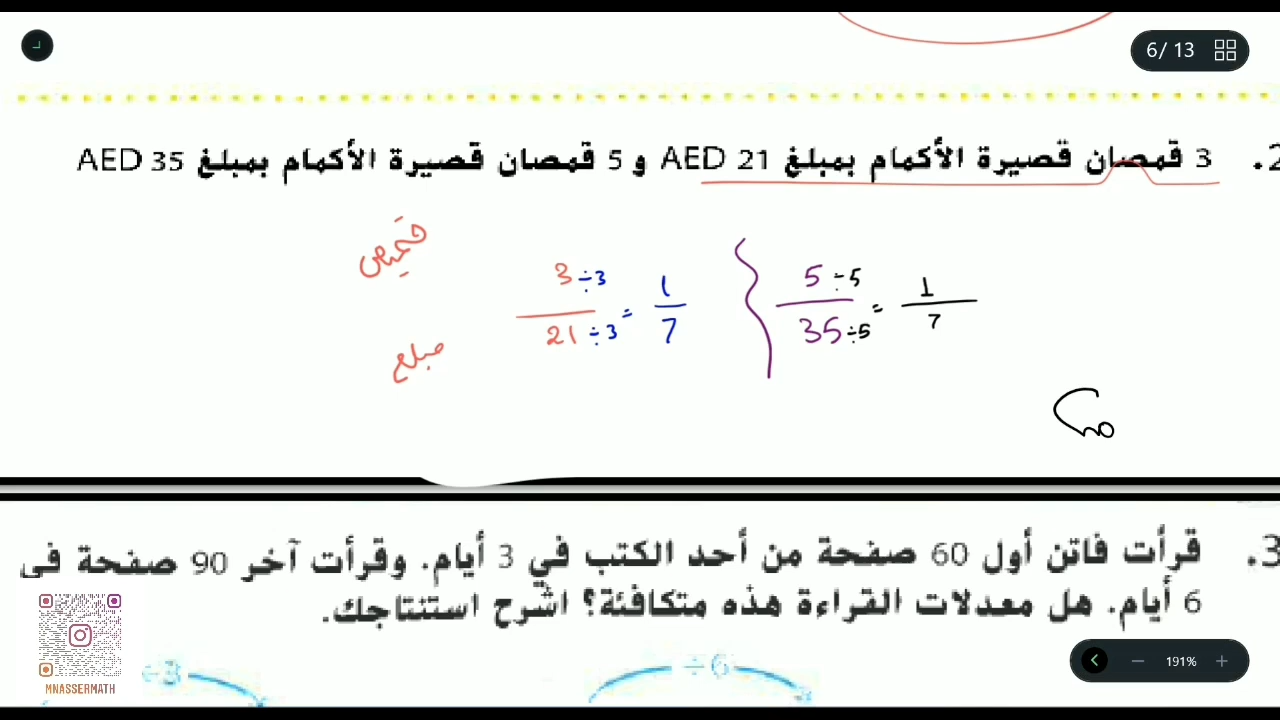 6/ 13
2. 3 قمصان قصيرة الأكمام بمبلغ AED 21 و 5 قمصان قصيرة الأكمام بمبلغ AED 35
قميص
مبلغ
3 ÷3 / 21 ÷3 = 1/7
5 ÷5 / 35 ÷5 = 1/7
3. قرأت فاتن أول 60 صفحة من أحد الكتب في 3 أيام. وقرأت آخر 90 صفحة في
6 أيام. هل معدلات القراءة هذه متكافئة؟ اشرح استنتاجك.
÷3
÷6
MNASSERMATH
191%